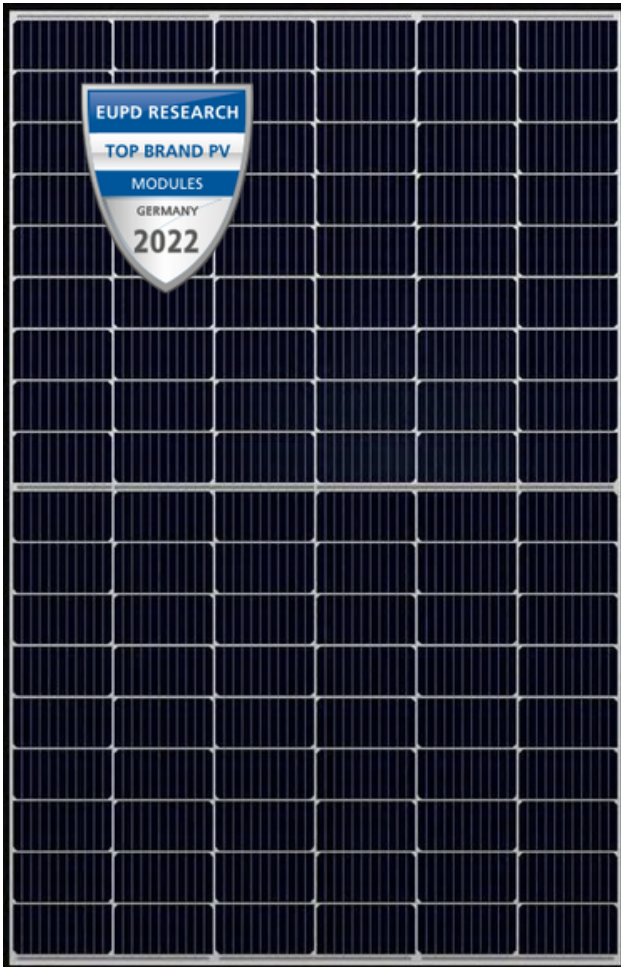 EUPD RESEARCH
TOP BRAND PV
MODULES
GERMANY
2022